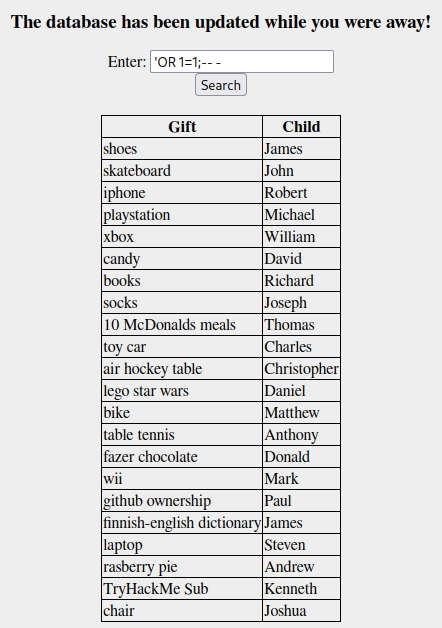 The database has been updated while you were away!
Enter: 'OR 1=1;-- -
Search
Gift Child
shoes James
skateboard John
iphone Robert
playstation Michael
xbox William
candy David
books Richard
socks Joseph
10 McDonalds meals Thomas
toy car Charles
air hockey table Christopher
lego star wars Daniel
bike Matthew
table tennis Anthony
fazer chocolate Donald
wii Mark
github ownership Paul
finnish-english dictionary James
laptop Steven
rasberry pie Andrew
TryHackMe Sub Kenneth
chair Joshua